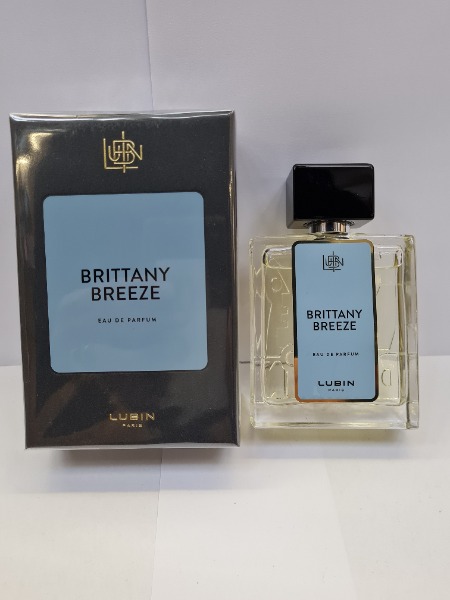 LUBIN
BRITTANY
BREEZE
EAU DE PARFUM
LUBIN
PARIS
LUBIN
BRITTANY
BREEZE
EAU DE PARFUM
LUBIN
PARIS